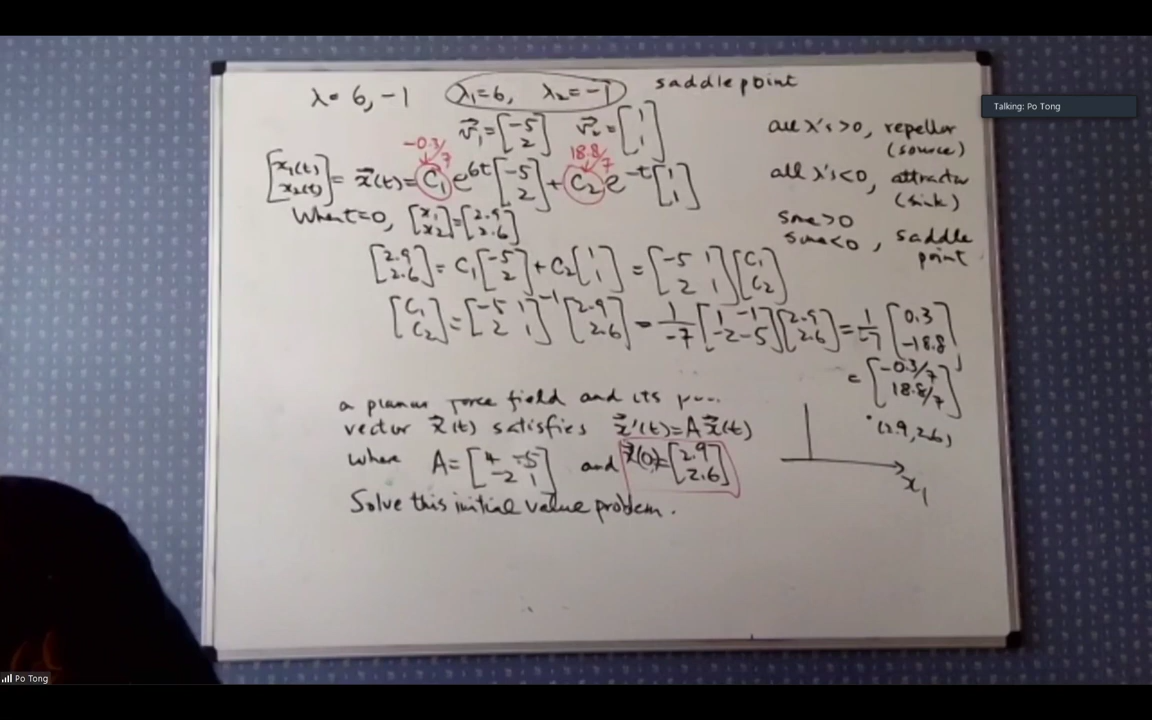 λ = 6, -1 λ₁=6, λ₂=-1 saddle point
v⃗₁=[-5 2] v⃗₂=[1 1]
all λ's>0, repellor
(source)
-0.3/7 18.8/7
[x₁(t) x₂(t)] = x⃗(t) = C₁e^6t[-5 2] + C₂e^-t[1 1]
all λ's<0, attractor
(sink)
When t=0, [x₁ x₂]=[2.9 2.6]
some>0
some<0, saddle
point
[2.9 2.6] = C₁[-5 2] + C₂[1 1] = [-5 1 2 1][C₁ C₂]
[C₁ C₂] = [-5 1 2 1]^-1 [2.9 2.6] = 1/-7 [1 -1 -2 -5][2.9 2.6] = 1/-7 [0.3 -18.8]
= [-0.3/7 18.8/7]
a planar force field and its
vector x⃗(t) satisfies x⃗'(t)=Ax⃗(t)
where A=[4 -5 -2 1] and x⃗(0)=[2.9 2.6]
Solve this initial value problem.
(2.9, 2.6)
x₁
Talking: Po Tong
Po Tong